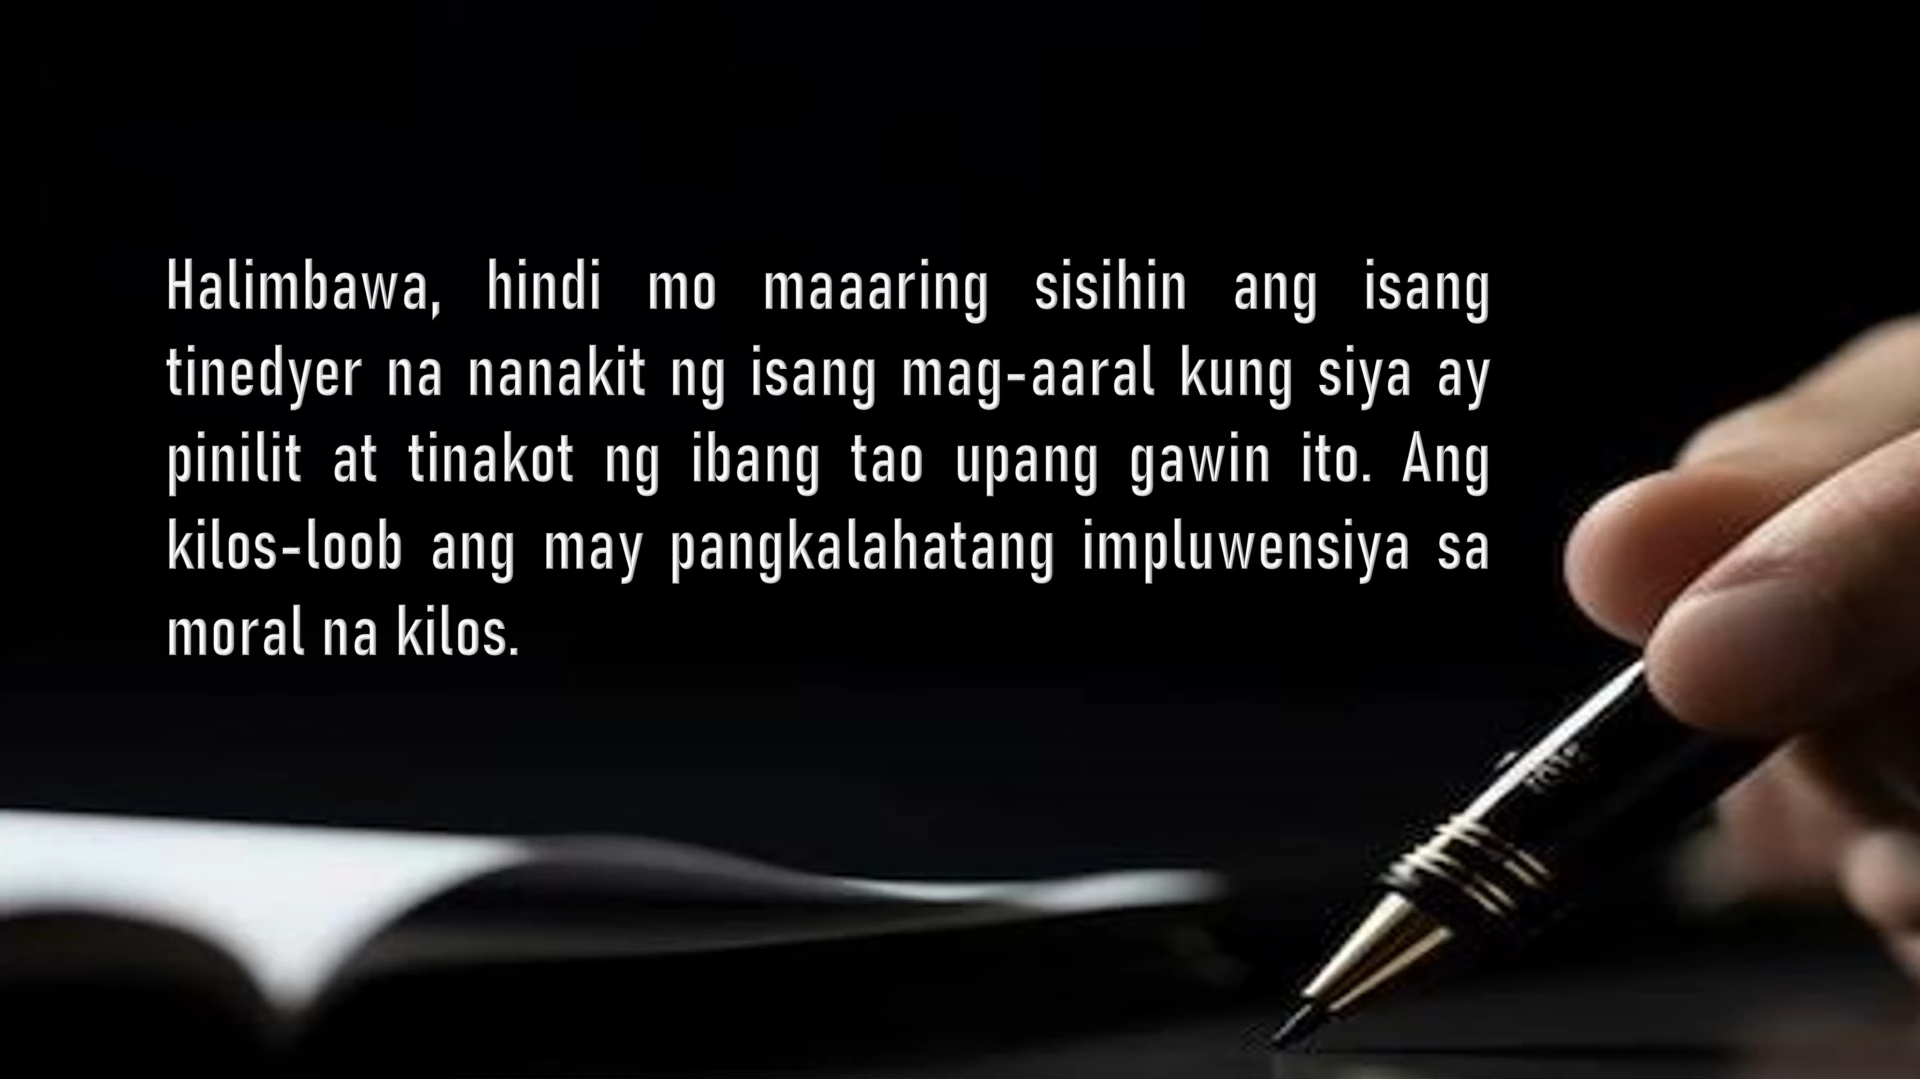 Halimbawa, hindi mo maaaring sisihin ang isang
tinedyer na nanakit ng isang mag-aaral kung siya ay
pinilit at tinakot ng ibang tao upang gawin ito. Ang
kilos-loob ang may pangkalahatang impluwensiya sa
moral na kilos.